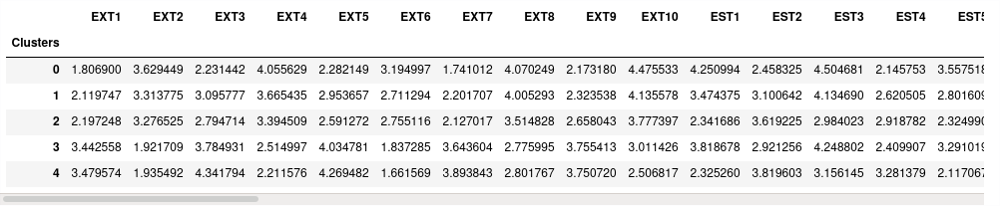 EXT1 EXT2 EXT3 EXT4 EXT5 EXT6 EXT7 EXT8 EXT9 EXT10 EST1 EST2 EST3 EST4 EST5
Clusters
0 1.806900 3.629449 2.231442 4.055629 2.282149 3.194997 1.741012 4.070249 2.173180 4.475533 4.250994 2.458325 4.504681 2.145753 3.557518
1 2.119747 3.313775 3.095777 3.665435 2.953657 2.711294 2.201707 4.005293 2.323538 4.135578 3.474375 3.100642 4.134690 2.620505 2.801609
2 2.197248 3.276525 2.794714 3.394509 2.591272 2.755116 2.127017 3.514828 2.658043 3.777397 2.341686 3.619225 2.984023 2.918782 2.324990
3 3.442558 1.921709 3.784931 2.514997 4.034781 1.837285 3.643604 2.775995 3.755413 3.011426 3.818678 2.921256 4.248802 2.409907 3.291019
4 3.479574 1.935492 4.341794 2.211576 4.269482 1.661569 3.893843 2.801767 3.750720 2.506817 2.325260 3.819603 3.156145 3.281379 2.117067